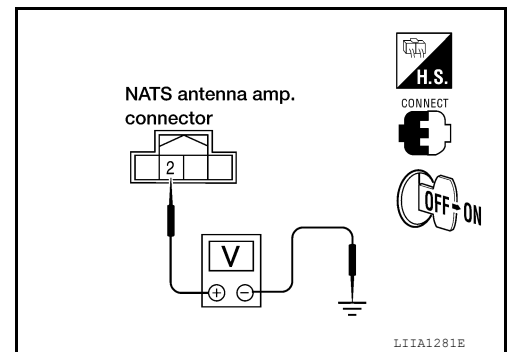 H.S.
NATS antenna amp.
connector
CONNECT
2
OFF-ON
V
+ −
LIIA1281E